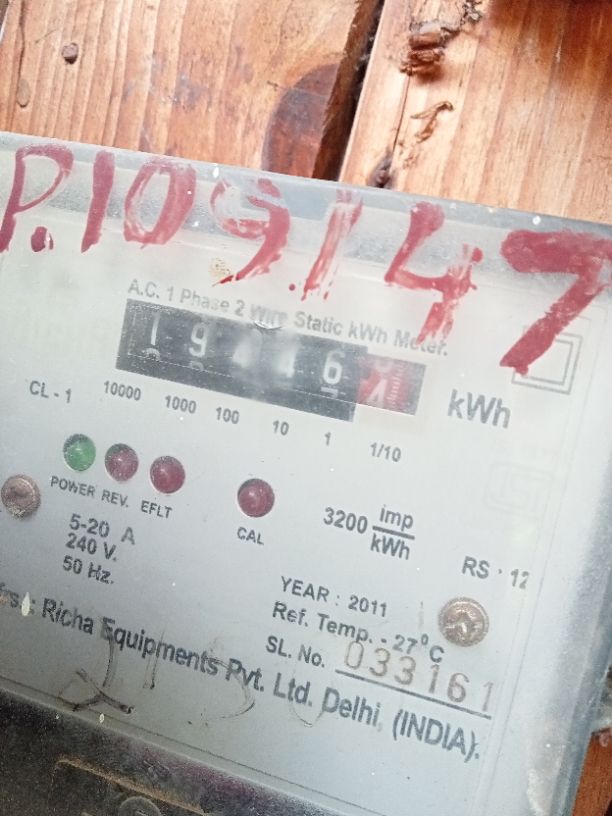 P.109147
A.C. 1 Phase 2 Wire Static kWh Meter.
kWh
CL - 1 10000 1000 100 10 1 1/10
POWER REV. EFLT CAL
3200 imp/kWh
5-20 A
240 V.
50 Hz.
RS 12
YEAR : 2011
Ref. Temp. - 27°C
SL. No. 033161
Richa Equipments Pvt. Ltd. Delhi, (INDIA).